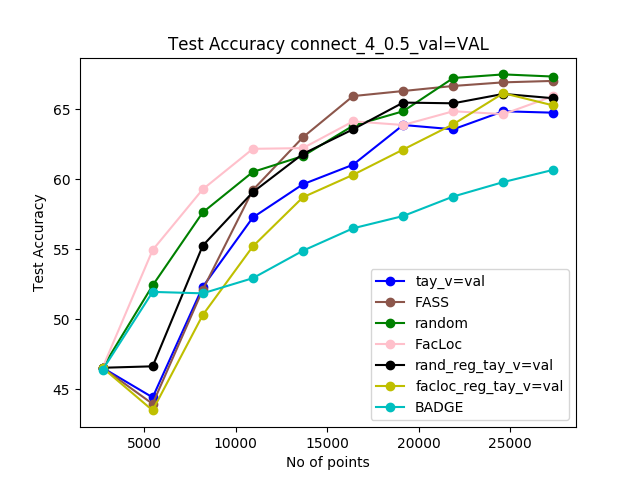 Test Accuracy connect_4_0.5_val=VAL
Test Accuracy
65
60
55
50
45
tay_v=val
FASS
random
FacLoc
rand_reg_tay_v=val
facloc_reg_tay_v=val
BADGE
5000 10000 15000 20000 25000
No of points